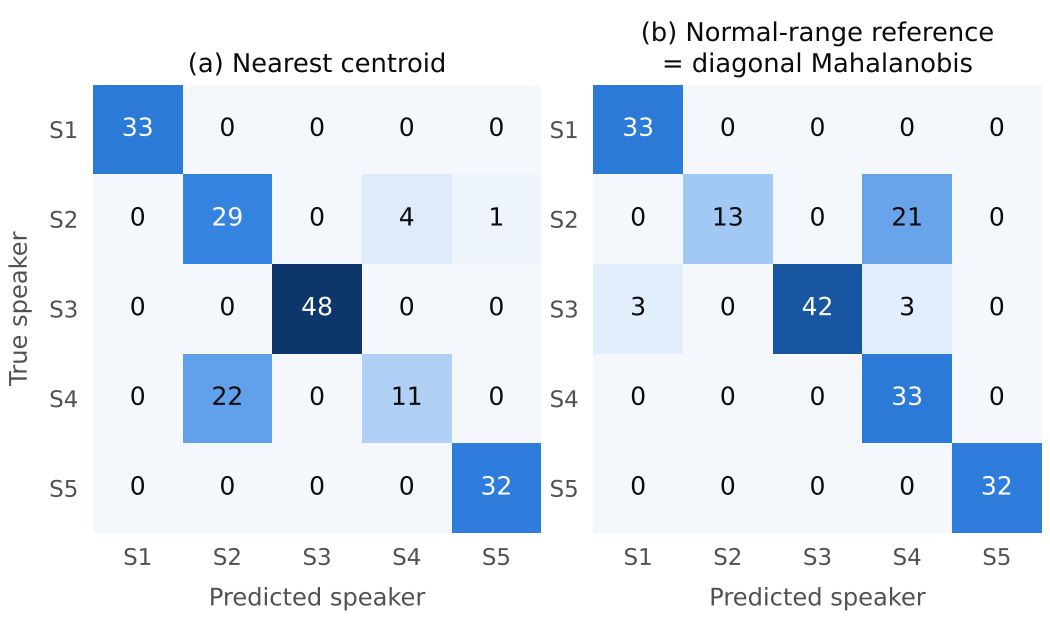 (a) Nearest centroid
True speaker
S1 33 0 0 0 0
S2 0 29 0 4 1
S3 0 0 48 0 0
S4 0 22 0 11 0
S5 0 0 0 0 32
S1 S2 S3 S4 S5
Predicted speaker
(b) Normal-range reference
= diagonal Mahalanobis
S1 33 0 0 0 0
S2 0 13 0 21 0
S3 3 0 42 3 0
S4 0 0 0 33 0
S5 0 0 0 0 32
S1 S2 S3 S4 S5
Predicted speaker